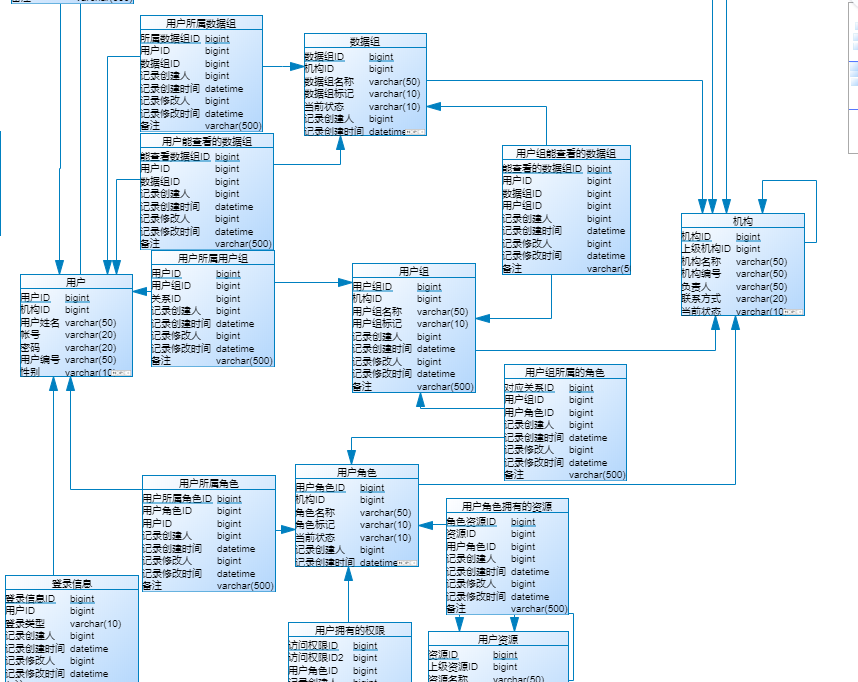 用户所属数据组
所属数据组ID bigint
用户ID bigint
数据组ID bigint
记录创建人 bigint
记录创建时间 datetime
记录修改人 bigint
记录修改时间 datetime
备注 varchar(500)
数据组
数据组ID bigint
机构ID bigint
数据组名称 varchar(50)
数据组标记 varchar(10)
当前状态 varchar(10)
记录创建人 bigint
记录创建时间 datetime
用户能查看的数据组
能查看数据组ID bigint
用户ID bigint
数据组ID bigint
记录创建人 bigint
记录创建时间 datetime
记录修改人 bigint
记录修改时间 datetime
备注 varchar(500)
用户组能查看的数据组
能查看的数据组ID bigint
用户ID bigint
数据组ID bigint
用户组ID bigint
记录创建人 bigint
记录创建时间 datetime
记录修改人 bigint
记录修改时间 datetime
备注 varchar(5
机构
机构ID bigint
上级机构ID bigint
机构名称 varchar(50)
机构编号 varchar(50)
负责人 varchar(50)
联系方式 varchar(20)
当前状态 varchar(10
用户
用户ID bigint
机构ID bigint
用户姓名 varchar(50)
帐号 varchar(20)
密码 varchar(20)
用户编号 varchar(50)
性别 varchar(10
用户所属用户组
用户ID bigint
用户组ID bigint
关系ID bigint
记录创建人 bigint
记录创建时间 datetime
记录修改人 bigint
记录修改时间 datetime
备注 varchar(500)
用户组
用户组ID bigint
机构ID bigint
用户组名称 varchar(50)
用户组标记 varchar(10)
记录创建人 bigint
记录创建时间 datetime
记录修改人 bigint
记录修改时间 datetime
备注 varchar(500)
用户组所属的角色
对应关系ID bigint
用户组ID bigint
用户角色ID bigint
记录创建人 bigint
记录创建时间 datetime
记录修改人 bigint
记录修改时间 datetime
备注 varchar(500)
用户所属角色
用户所属角色ID bigint
用户角色ID bigint
用户ID bigint
记录创建人 bigint
记录创建时间 datetime
记录修改人 bigint
记录修改时间 datetime
备注 varchar(500)
用户角色
用户角色ID bigint
机构ID bigint
角色名称 varchar(50)
角色标记 varchar(10)
当前状态 varchar(10)
记录创建人 bigint
记录创建时间 datetime
用户角色拥有的资源
角色资源ID bigint
资源ID bigint
用户角色ID bigint
记录创建人 bigint
记录创建时间 datetime
记录修改人 bigint
记录修改时间 datetime
备注 varchar(500)
登录信息
登录信息ID bigint
用户ID bigint
登录类型 varchar(10)
记录创建人 bigint
记录创建时间 datetime
记录修改人 bigint
记录修改时间 datetime
用户拥有的权限
访问权限ID bigint
访问权限ID2 bigint
用户角色ID bigint
用户资源
资源ID bigint
上级资源ID bigint
资源名称 varchar(50)